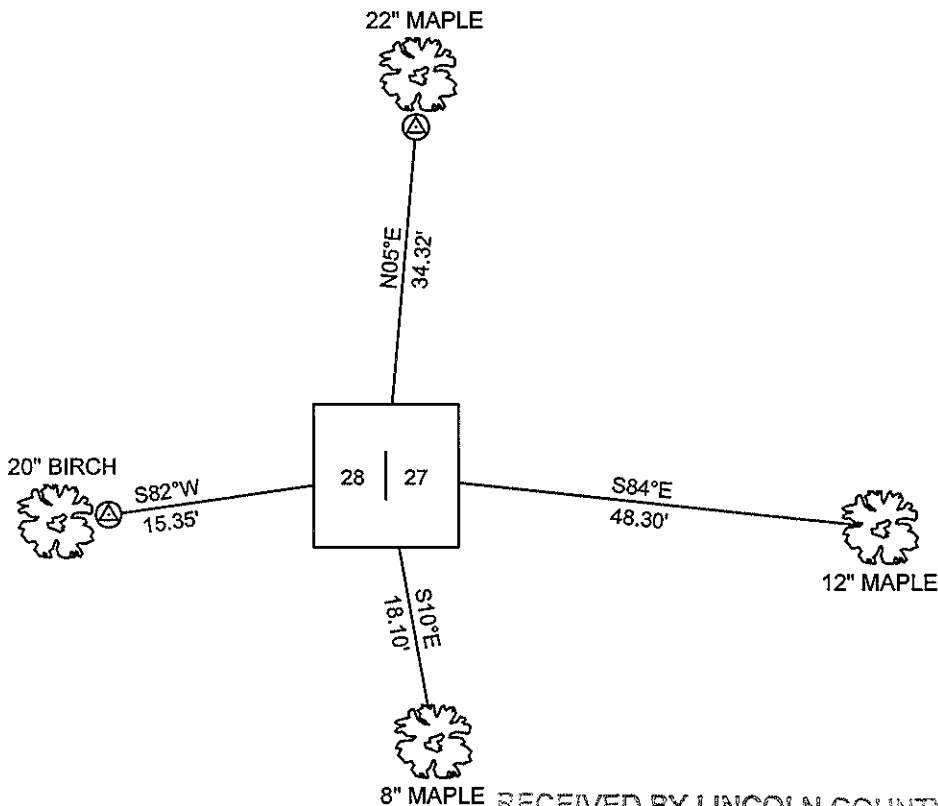 22" MAPLE
N05°E
34.32'
20" BIRCH
S82°W
15.35'
28 | 27
S84°E
48.30'
12" MAPLE
S10°E
18.10'
8" MAPLE
RECEIVED BY LINCOLN COUNTY